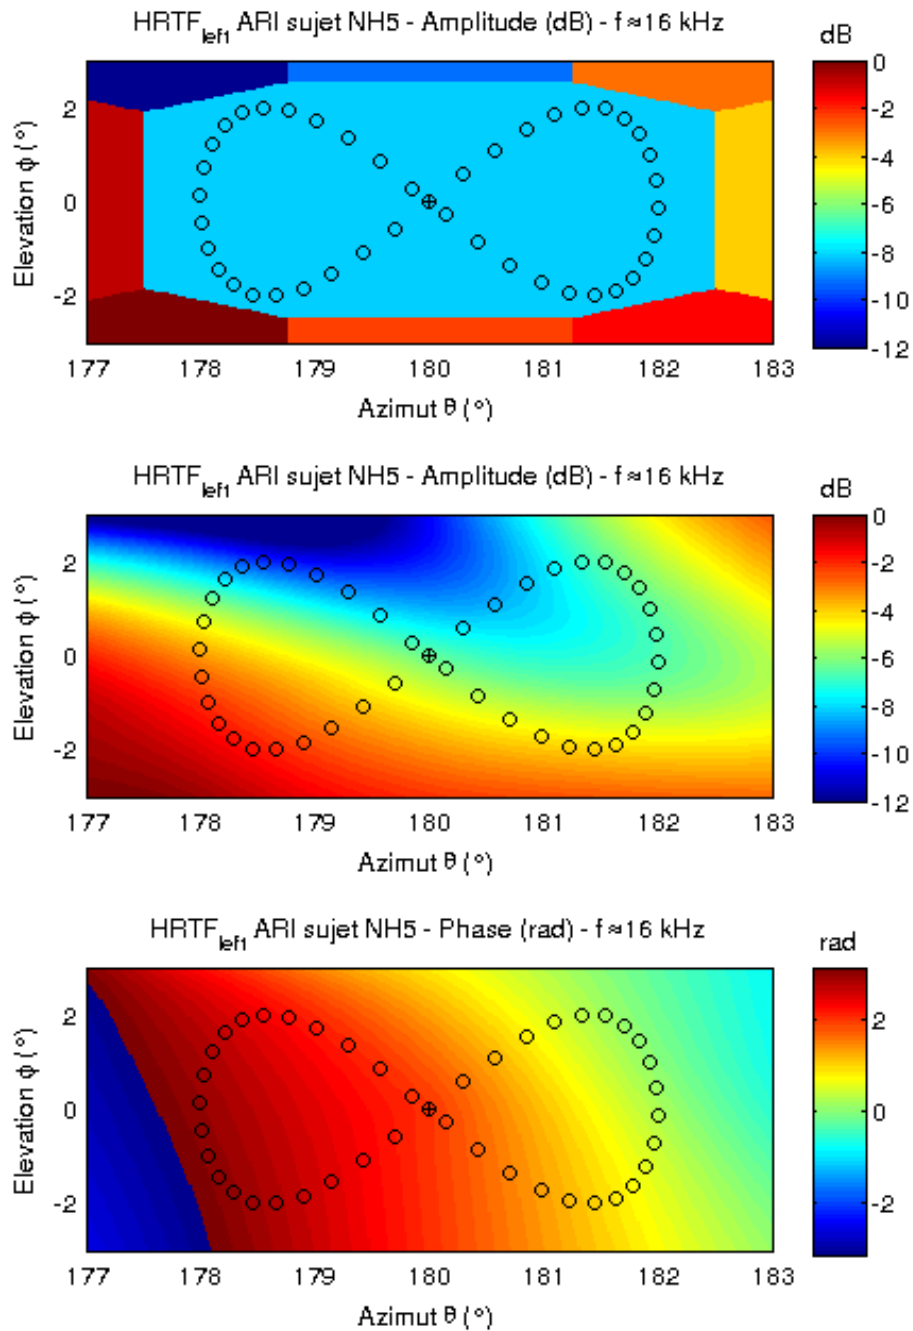 HRTFleft ARI sujet NH5 - Amplitude (dB) - f≈16 kHz
dB
Elevation ϕ (°)
2
0
-2
177 178 179 180 181 182 183
Azimut θ (°)
0
-2
-4
-6
-8
-10
-12
HRTFleft ARI sujet NH5 - Amplitude (dB) - f≈16 kHz
dB
Elevation ϕ (°)
2
0
-2
177 178 179 180 181 182 183
Azimut θ (°)
0
-2
-4
-6
-8
-10
-12
HRTFleft ARI sujet NH5 - Phase (rad) - f≈16 kHz
rad
Elevation ϕ (°)
2
0
-2
177 178 179 180 181 182 183
Azimut θ (°)
2
0
-2